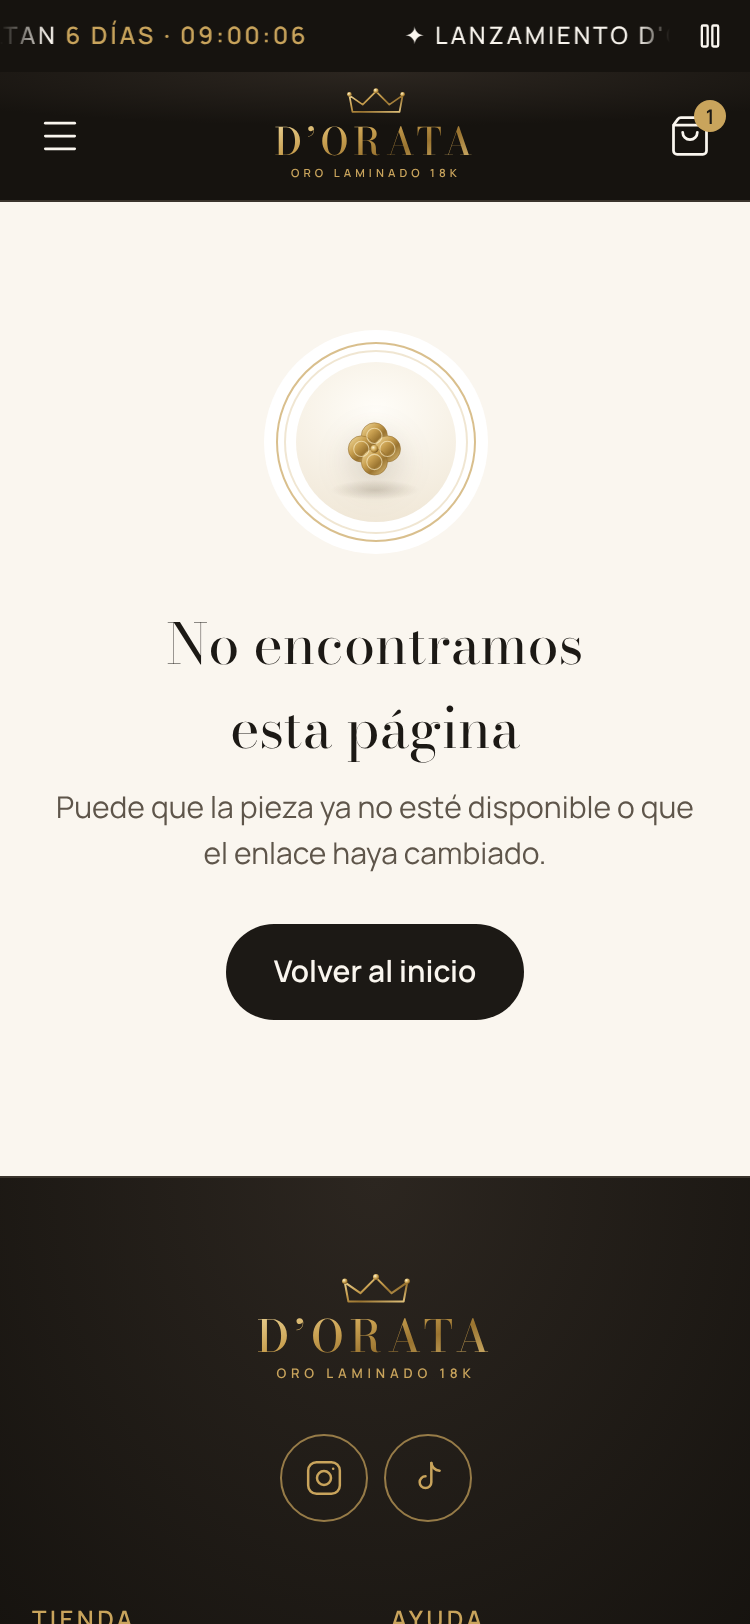 TAN 6 DÍAS · 09:00:06 ✦ LANZAMIENTO D'
1
D’ORATA
ORO LAMINADO 18K
No encontramos
esta página
Puede que la pieza ya no esté disponible o que
el enlace haya cambiado.
Volver al inicio
D’ORATA
ORO LAMINADO 18K
TIENDA AYUDA